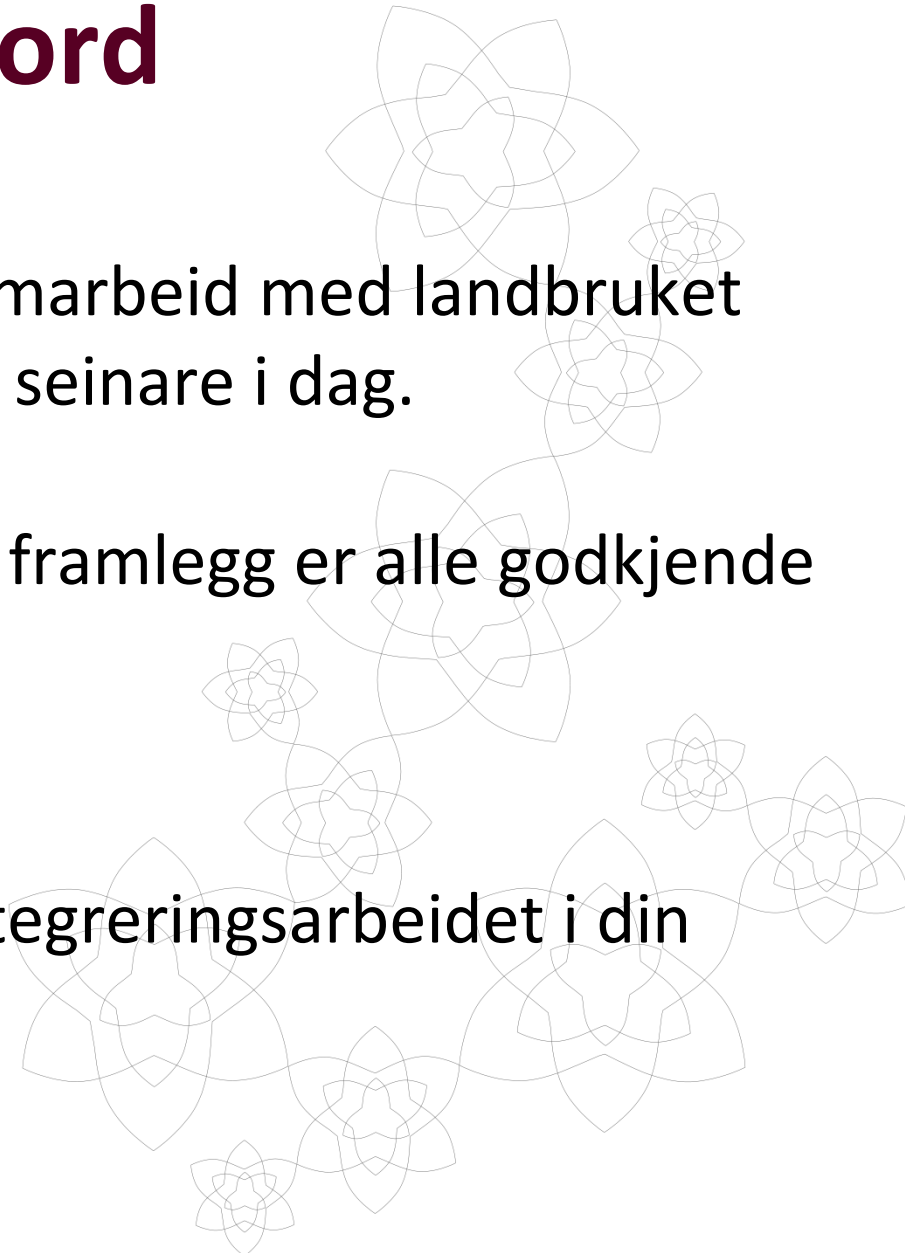 ord
marbeid med landbruket
seinare i dag.
framlegg er alle godkjende
tegreringsarbeidet i din